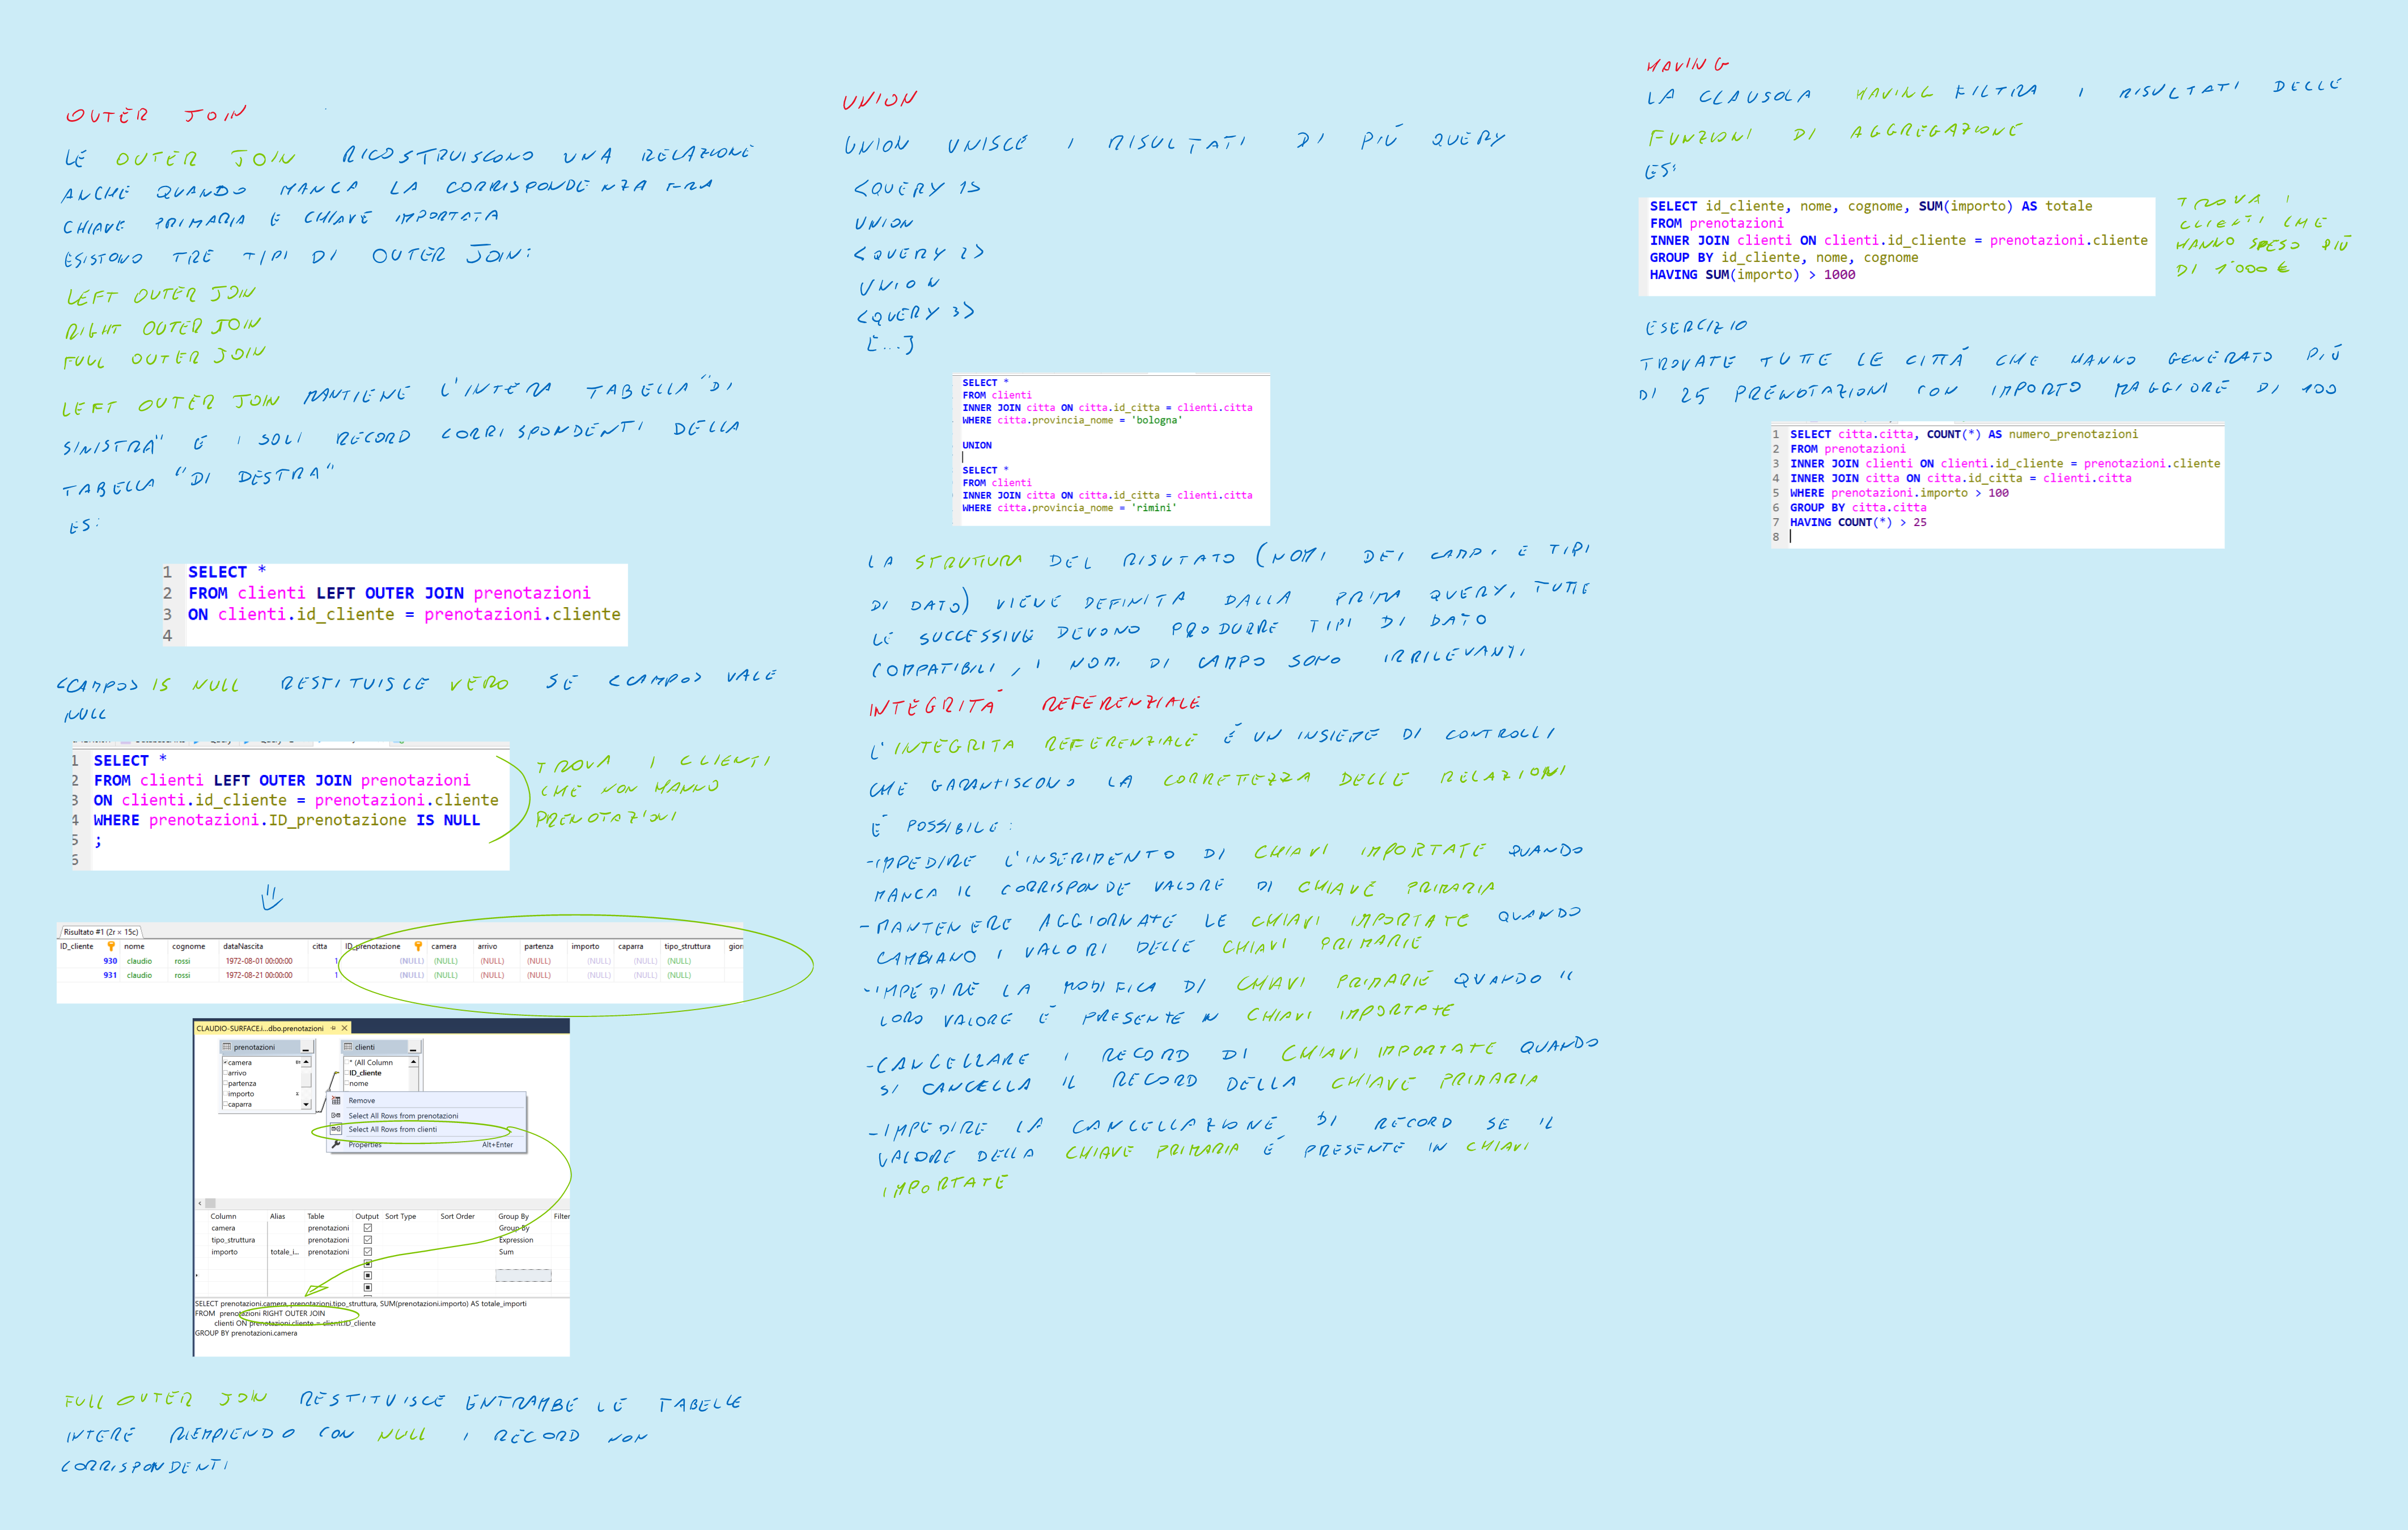 OUTER JOIN
LE OUTER JOIN RICOSTRUISCONO UNA RELAZIONE
ANCHE QUANDO MANCA LA CORRISPONDENZA FRA
CHIAVE PRIMARIA E CHIAVE IMPORTATA
ESISTONO TRE TIPI DI OUTER JOIN:
LEFT OUTER JOIN
RIGHT OUTER JOIN
FULL OUTER JOIN
LEFT OUTER JOIN MANTIENE L'INTERA TABELLA "DI
SINISTRA" E I SOLI RECORD CORRISPONDENTI DELLA
TABELLA "DI DESTRA"
ES:
1 SELECT *
2 FROM clienti LEFT OUTER JOIN prenotazioni
3 ON clienti.id_cliente = prenotazioni.cliente
4
<CAMPO> IS NULL RESTITUISCE VERO SE <CAMPO> VALE
NULL
1 SELECT *
2 FROM clienti LEFT OUTER JOIN prenotazioni
3 ON clienti.id_cliente = prenotazioni.cliente
4 WHERE prenotazioni.ID_prenotazione IS NULL
5 ;
6
TROVA I CLIENTI
CHE NON HANNO
PRENOTAZIONI
Risultato #1 (2r × 15c)
ID_cliente nome cognome dataNascita citta ID_prenotazione camera arrivo partenza importo caparra tipo_struttura gior
930 claudio rossi 1972-08-01 00:00:00 1 (NULL) (NULL) (NULL) (NULL) (NULL) (NULL) (NULL)
931 claudio rossi 1972-08-21 00:00:00 1 (NULL) (NULL) (NULL) (NULL) (NULL) (NULL) (NULL)
CLAUDIO-SURFACE.i...dbo.prenotazioni
prenotazioni clienti
camera * (All Column
arrivo ID_cliente
partenza nome
importo
caparra
Remove
Select All Rows from prenotazioni
Select All Rows from clienti
Properties Alt+Enter
Column Alias Table Output Sort Type Sort Order Group By Filter
camera prenotazioni Group By
tipo_struttura prenotazioni Expression
importo totale_i... prenotazioni Sum
SELECT prenotazioni.camera, prenotazioni.tipo_struttura, SUM(prenotazioni.importo) AS totale_importi
FROM prenotazioni RIGHT OUTER JOIN
clienti ON prenotazioni.cliente = clienti.ID_cliente
GROUP BY prenotazioni.camera
FULL OUTER JOIN RESTITUISCE ENTRAMBE LE TABELLE
INTERE RIEMPIENDO CON NULL I RECORD NON
CORRISPONDENTI
UNION
UNION UNISCE I RISULTATI DI PIÙ QUERY
<QUERY 1>
UNION
<QUERY 2>
UNION
<QUERY 3>
[...]
SELECT *
FROM clienti
INNER JOIN citta ON citta.id_citta = clienti.citta
WHERE citta.provincia_nome = 'bologna'
UNION
SELECT *
FROM clienti
INNER JOIN citta ON citta.id_citta = clienti.citta
WHERE citta.provincia_nome = 'rimini'
LA STRUTURA DEL RISUTATO (NOMI DEI CAMPI E TIPI
DI DATO) VIENE DEFINITA DALLA PRIMA QUERY, TUTTE
LE SUCCESSIVE DEVONO PRODURRE TIPI DI DATO
COMPATIBILI, I NOMI DI CAMPO SONO IRRILEVANTI
INTEGRITÀ REFERENZIALE
L'INTEGRITA REFERENZIALE È UN INSIEME DI CONTROLLI
CHE GARANTISCONO LA CORRETTEZZA DELLE RELAZIONI
È POSSIBILE:
-IMPEDIRE L'INSERIMENTO DI CHIAVI IMPORTATE QUANDO
MANCA IL CORRISPONDE VALORE DI CHIAVE PRIMARIA
-MANTENERE AGGIORNATE LE CHIAVI IMPORTATE QUANDO
CAMBIANO I VALORI DELLE CHIAVI PRIMARIE
-IMPEDIRE LA MODIFICA DI CHIAVI PRIMARIE QUANDO IL
LORO VALORE È PRESENTE IN CHIAVI IMPORTATE
-CANCELLARE I RECORD DI CHIAVI IMPORTATE QUANDO
SI CANCELLA IL RECORD DELLA CHIAVE PRIMARIA
-IMPEDIRE LA CANCELLAZIONE DI RECORD SE IL
VALORE DELLA CHIAVE PRIMARIA È PRESENTE IN CHIAVI
IMPORTATE
HAVING
LA CLAUSOLA HAVING FILTRA I RISULTATI DELLE
FUNZIONI DI AGGREGAZIONE
ES:
SELECT id_cliente, nome, cognome, SUM(importo) AS totale
FROM prenotazioni
INNER JOIN clienti ON clienti.id_cliente = prenotazioni.cliente
GROUP BY id_cliente, nome, cognome
HAVING SUM(importo) > 1000
TROVA I
CLIENTI CHE
HANNO SPESO PIÙ
DI 1'000 €
ESERCIZIO
TROVATE TUTTE LE CITTÀ CHE HANNO GENERATO PIÙ
DI 25 PRENOTAZIONI CON IMPORTO MAGGIORE DI 100
1 SELECT citta.citta, COUNT(*) AS numero_prenotazioni
2 FROM prenotazioni
3 INNER JOIN clienti ON clienti.id_cliente = prenotazioni.cliente
4 INNER JOIN citta ON citta.id_citta = clienti.citta
5 WHERE prenotazioni.importo > 100
6 GROUP BY citta.citta
7 HAVING COUNT(*) > 25
8